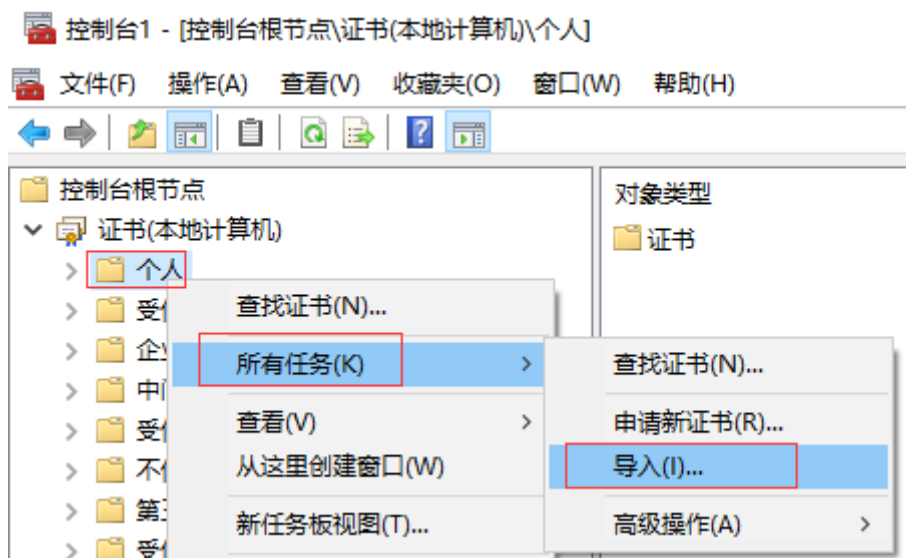 控制台1 - [控制台根节点\证书(本地计算机)\个人]
文件(F) 操作(A) 查看(V) 收藏夹(O) 窗口(W) 帮助(H)
控制台根节点
证书(本地计算机)
个人
受
企
中
受
不
第
受
对象类型
证书
查找证书(N)...
所有任务(K)
查看(V)
从这里创建窗口(W)
新任务板视图(T)...
查找证书(N)...
申请新证书(R)...
导入(I)...
高级操作(A)